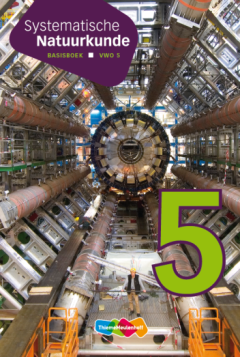 Systematische
Natuurkunde
BASISBOEK ■ VWO 5
5
ThiemeMeulenhoff